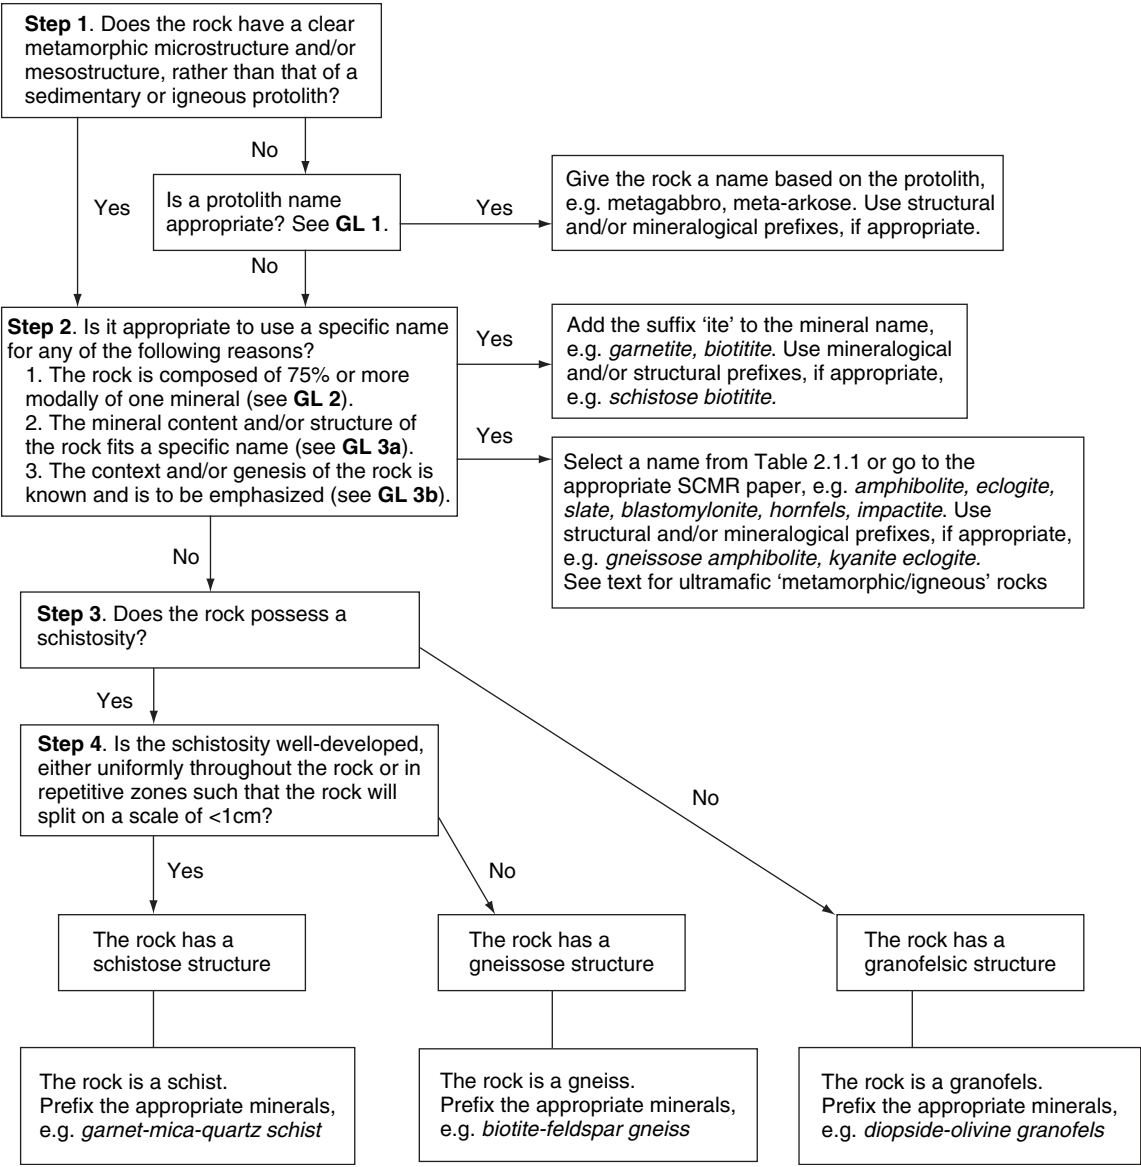 Step 1. Does the rock have a clear
metamorphic microstructure and/or
mesostructure, rather than that of a
sedimentary or igneous protolith?
No
Yes
Is a protolith name
appropriate? See GL 1.
Yes
Give the rock a name based on the protolith,
e.g. metagabbro, meta-arkose. Use structural
and/or mineralogical prefixes, if appropriate.
No
Step 2. Is it appropriate to use a specific name
for any of the following reasons?
1. The rock is composed of 75% or more
modally of one mineral (see GL 2).
2. The mineral content and/or structure of
the rock fits a specific name (see GL 3a).
3. The context and/or genesis of the rock is
known and is to be emphasized (see GL 3b).
Yes
Add the suffix ‘ite’ to the mineral name,
e.g. garnetite, biotitite. Use mineralogical
and/or structural prefixes, if appropriate,
e.g. schistose biotitite.
Yes
Select a name from Table 2.1.1 or go to the
appropriate SCMR paper, e.g. amphibolite, eclogite,
slate, blastomylonite, hornfels, impactite. Use
structural and/or mineralogical prefixes, if appropriate,
e.g. gneissose amphibolite, kyanite eclogite.
See text for ultramafic ‘metamorphic/igneous’ rocks
No
Step 3. Does the rock possess a
schistosity?
Yes
No
Step 4. Is the schistosity well-developed,
either uniformly throughout the rock or in
repetitive zones such that the rock will
split on a scale of <1cm?
Yes
No
The rock has a
schistose structure
The rock has a
gneissose structure
The rock has a
granofelsic structure
The rock is a schist.
Prefix the appropriate minerals,
e.g. garnet-mica-quartz schist
The rock is a gneiss.
Prefix the appropriate minerals,
e.g. biotite-feldspar gneiss
The rock is a granofels.
Prefix the appropriate minerals,
e.g. diopside-olivine granofels